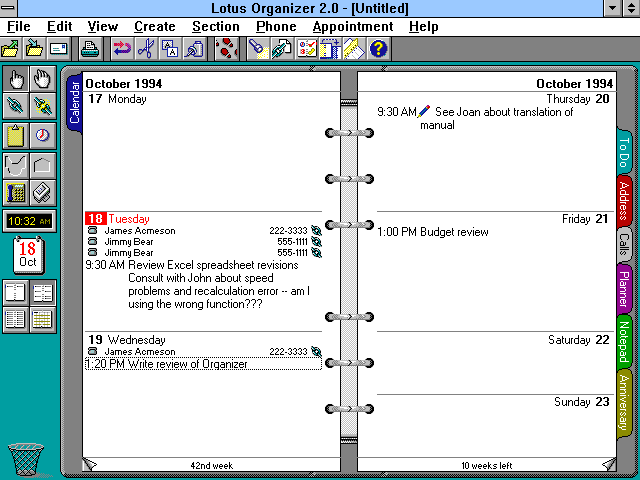 Lotus Organizer 2.0 - [Untitled]
File Edit View Create Section Phone Appointment Help
Calendar
October 1994
17 Monday
18 Tuesday
James Acmeson 222-3333
Jimmy Bear 555-1111
Jimmy Bear 555-1111
9:30 AM Review Excel spreadsheet revisions
Consult with John about speed
problems and recalculation error -- am I
using the wrong function???
19 Wednesday
James Acmeson 222-3333
1:20 PM Write review of Organizer
42nd week
October 1994
Thursday 20
9:30 AM See Joan about translation of
manual
Friday 21
1:00 PM Budget review
Saturday 22
Sunday 23
10 weeks left
To Do
Address
Calls
Planner
Notepad
Anniversary
10:32 AM
18
Oct